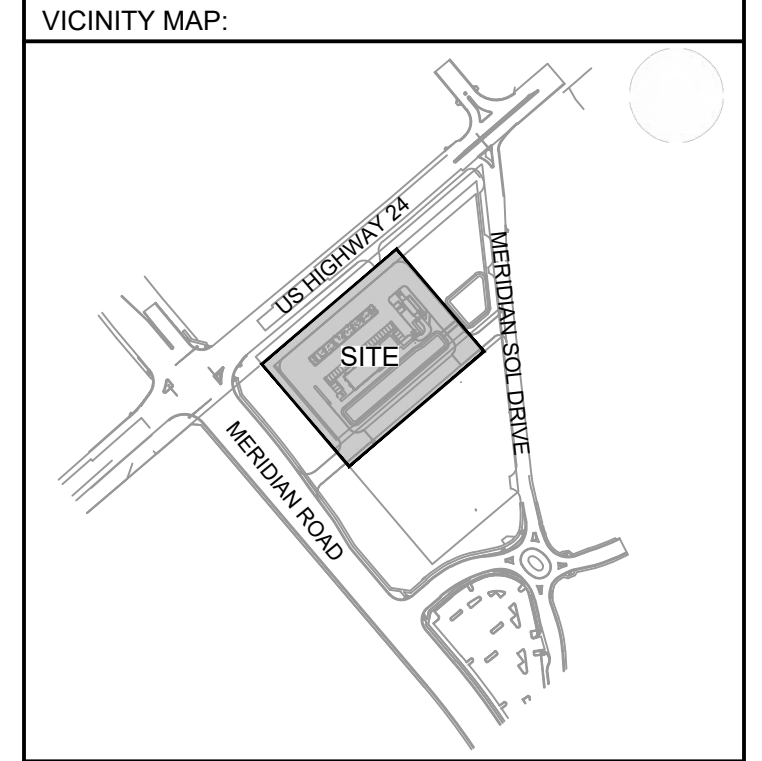 VICINITY MAP:
US HIGHWAY 24
MERIDIAN SOL DRIVE
SITE
MERIDIAN ROAD